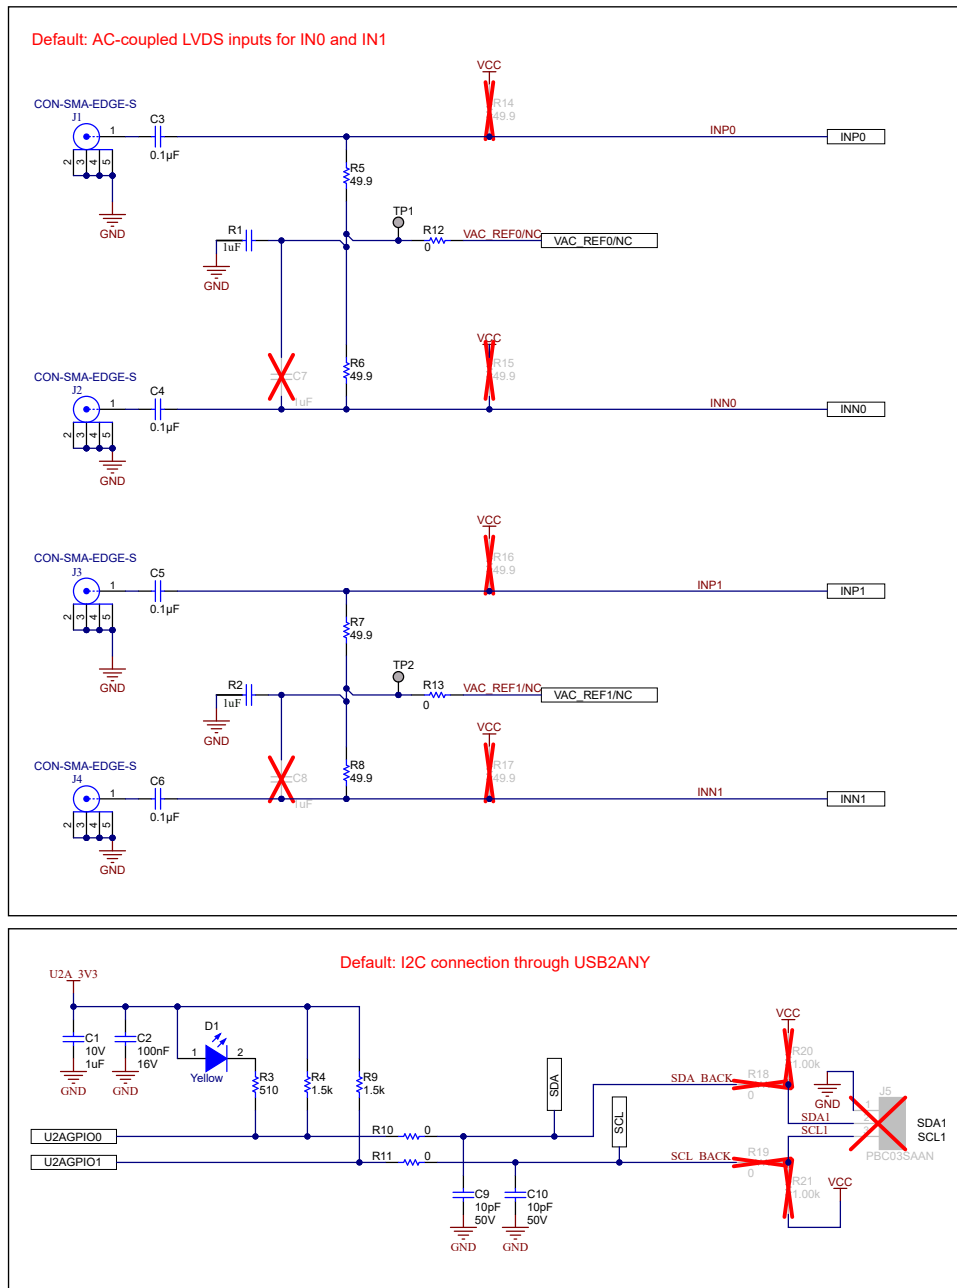 Default: AC-coupled LVDS inputs for IN0 and IN1
VCC
CON-SMA-EDGE-S
J1
1
C3
0.1µF
R14
49.9
INP0
INP0
2
3
4
5
GND
R5
49.9
TP1
R1
1uF
R12
0
VAC_REF0/NC
VAC_REF0/NC
GND
VCC
CON-SMA-EDGE-S
J2
1
C4
0.1µF
C7
1uF
R6
49.9
R15
49.9
INN0
INN0
2
3
4
5
GND
VCC
CON-SMA-EDGE-S
J3
1
C5
0.1µF
R16
49.9
INP1
INP1
2
3
4
5
GND
R7
49.9
TP2
R2
1uF
R13
0
VAC_REF1/NC
VAC_REF1/NC
GND
VCC
CON-SMA-EDGE-S
J4
1
C6
0.1µF
C8
1uF
R8
49.9
R17
49.9
INN1
INN1
2
3
4
5
GND
Default: I2C connection through USB2ANY
U2A_3V3
C1
10V
1uF
GND
C2
100nF
16V
GND
D1
1
2
Yellow
R3
510
R4
1.5k
R9
1.5k
SDA
SCL
VCC
R20
1.00k
SDA_BACK
R18
0
GND
J5
1
2
3
SDA1
SCL1
SDA1
SCL1
PBC03SAAN
U2AGPIO0
R10
0
U2AGPIO1
R11
0
SCL_BACK
R19
0
R21
1.00k
VCC
C9
10pF
50V
GND
C10
10pF
50V
GND
GND